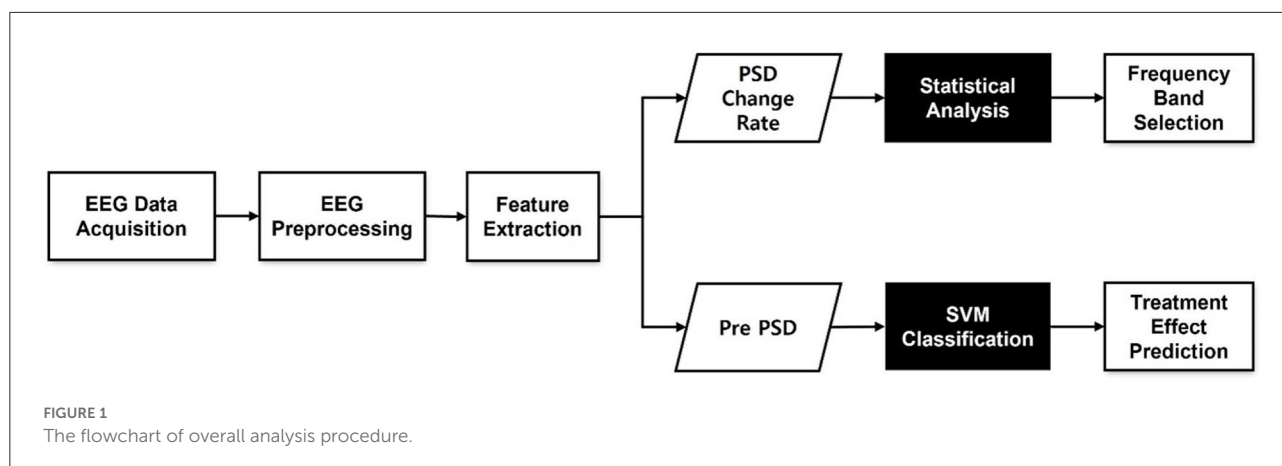 EEG Data
Acquisition
EEG
Preprocessing
Feature
Extraction
PSD
Change
Rate
Statistical
Analysis
Frequency
Band
Selection
Pre PSD
SVM
Classification
Treatment
Effect
Prediction
FIGURE 1
The flowchart of overall analysis procedure.